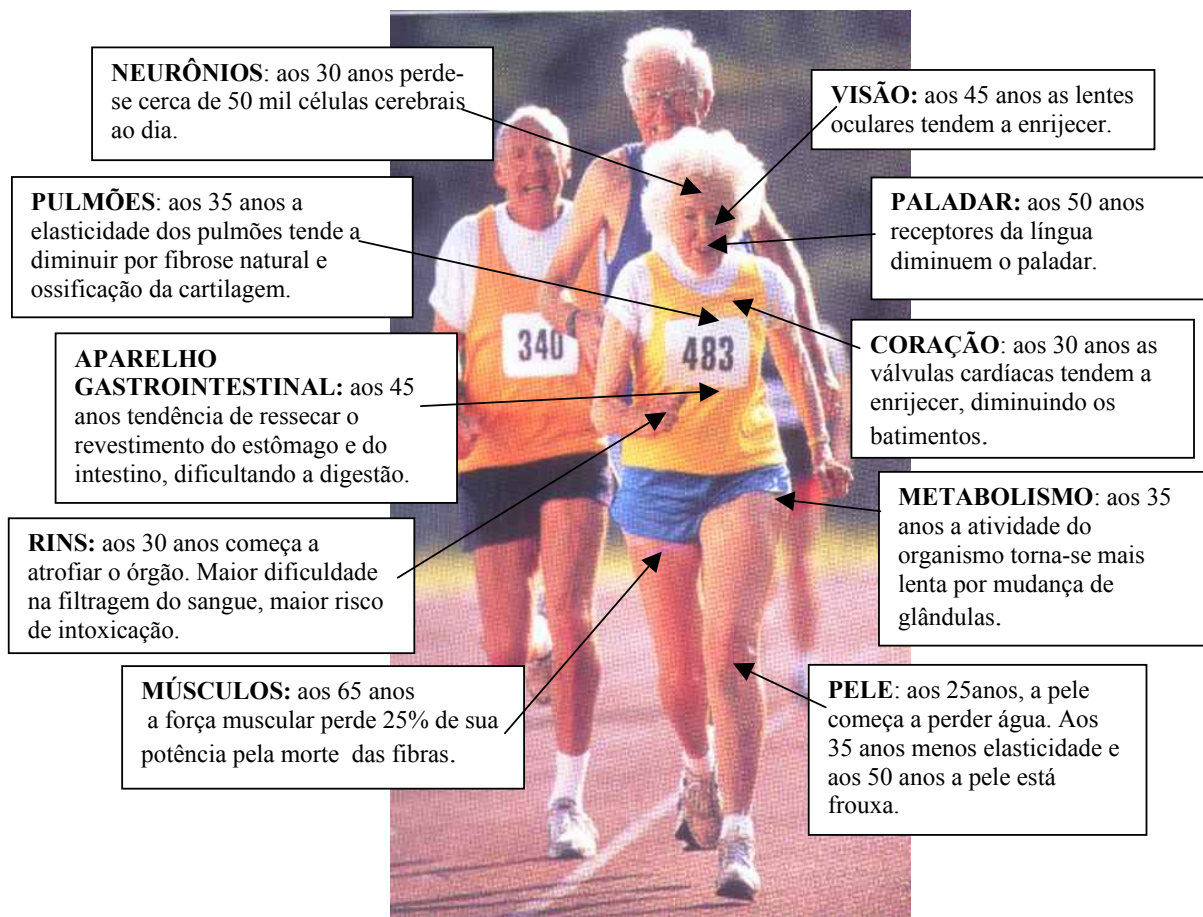 NEURÔNIOS: aos 30 anos perde-
se cerca de 50 mil células cerebrais
ao dia.
VISÃO: aos 45 anos as lentes
oculares tendem a enrijecer.
PULMÕES: aos 35 anos a
elasticidade dos pulmões tende a
diminuir por fibrose natural e
ossificação da cartilagem.
PALADAR: aos 50 anos
receptores da língua
diminuem o paladar.
APARELHO
GASTROINTESTINAL: aos 45
anos tendência de ressecar o
revestimento do estômago e do
intestino, dificultando a digestão.
340
483
CORAÇÃO: aos 30 anos as
válvulas cardíacas tendem a
enrijecer, diminuindo os
batimentos.
RINS: aos 30 anos começa a
atrofiar o órgão. Maior dificuldade
na filtragem do sangue, maior risco
de intoxicação.
METABOLISMO: aos 35
anos a atividade do
organismo torna-se mais
lenta por mudança de
glândulas.
MÚSCULOS: aos 65 anos
a força muscular perde 25% de sua
potência pela morte das fibras.
PELE: aos 25anos, a pele
começa a perder água. Aos
35 anos menos elasticidade e
aos 50 anos a pele está
frouxa.